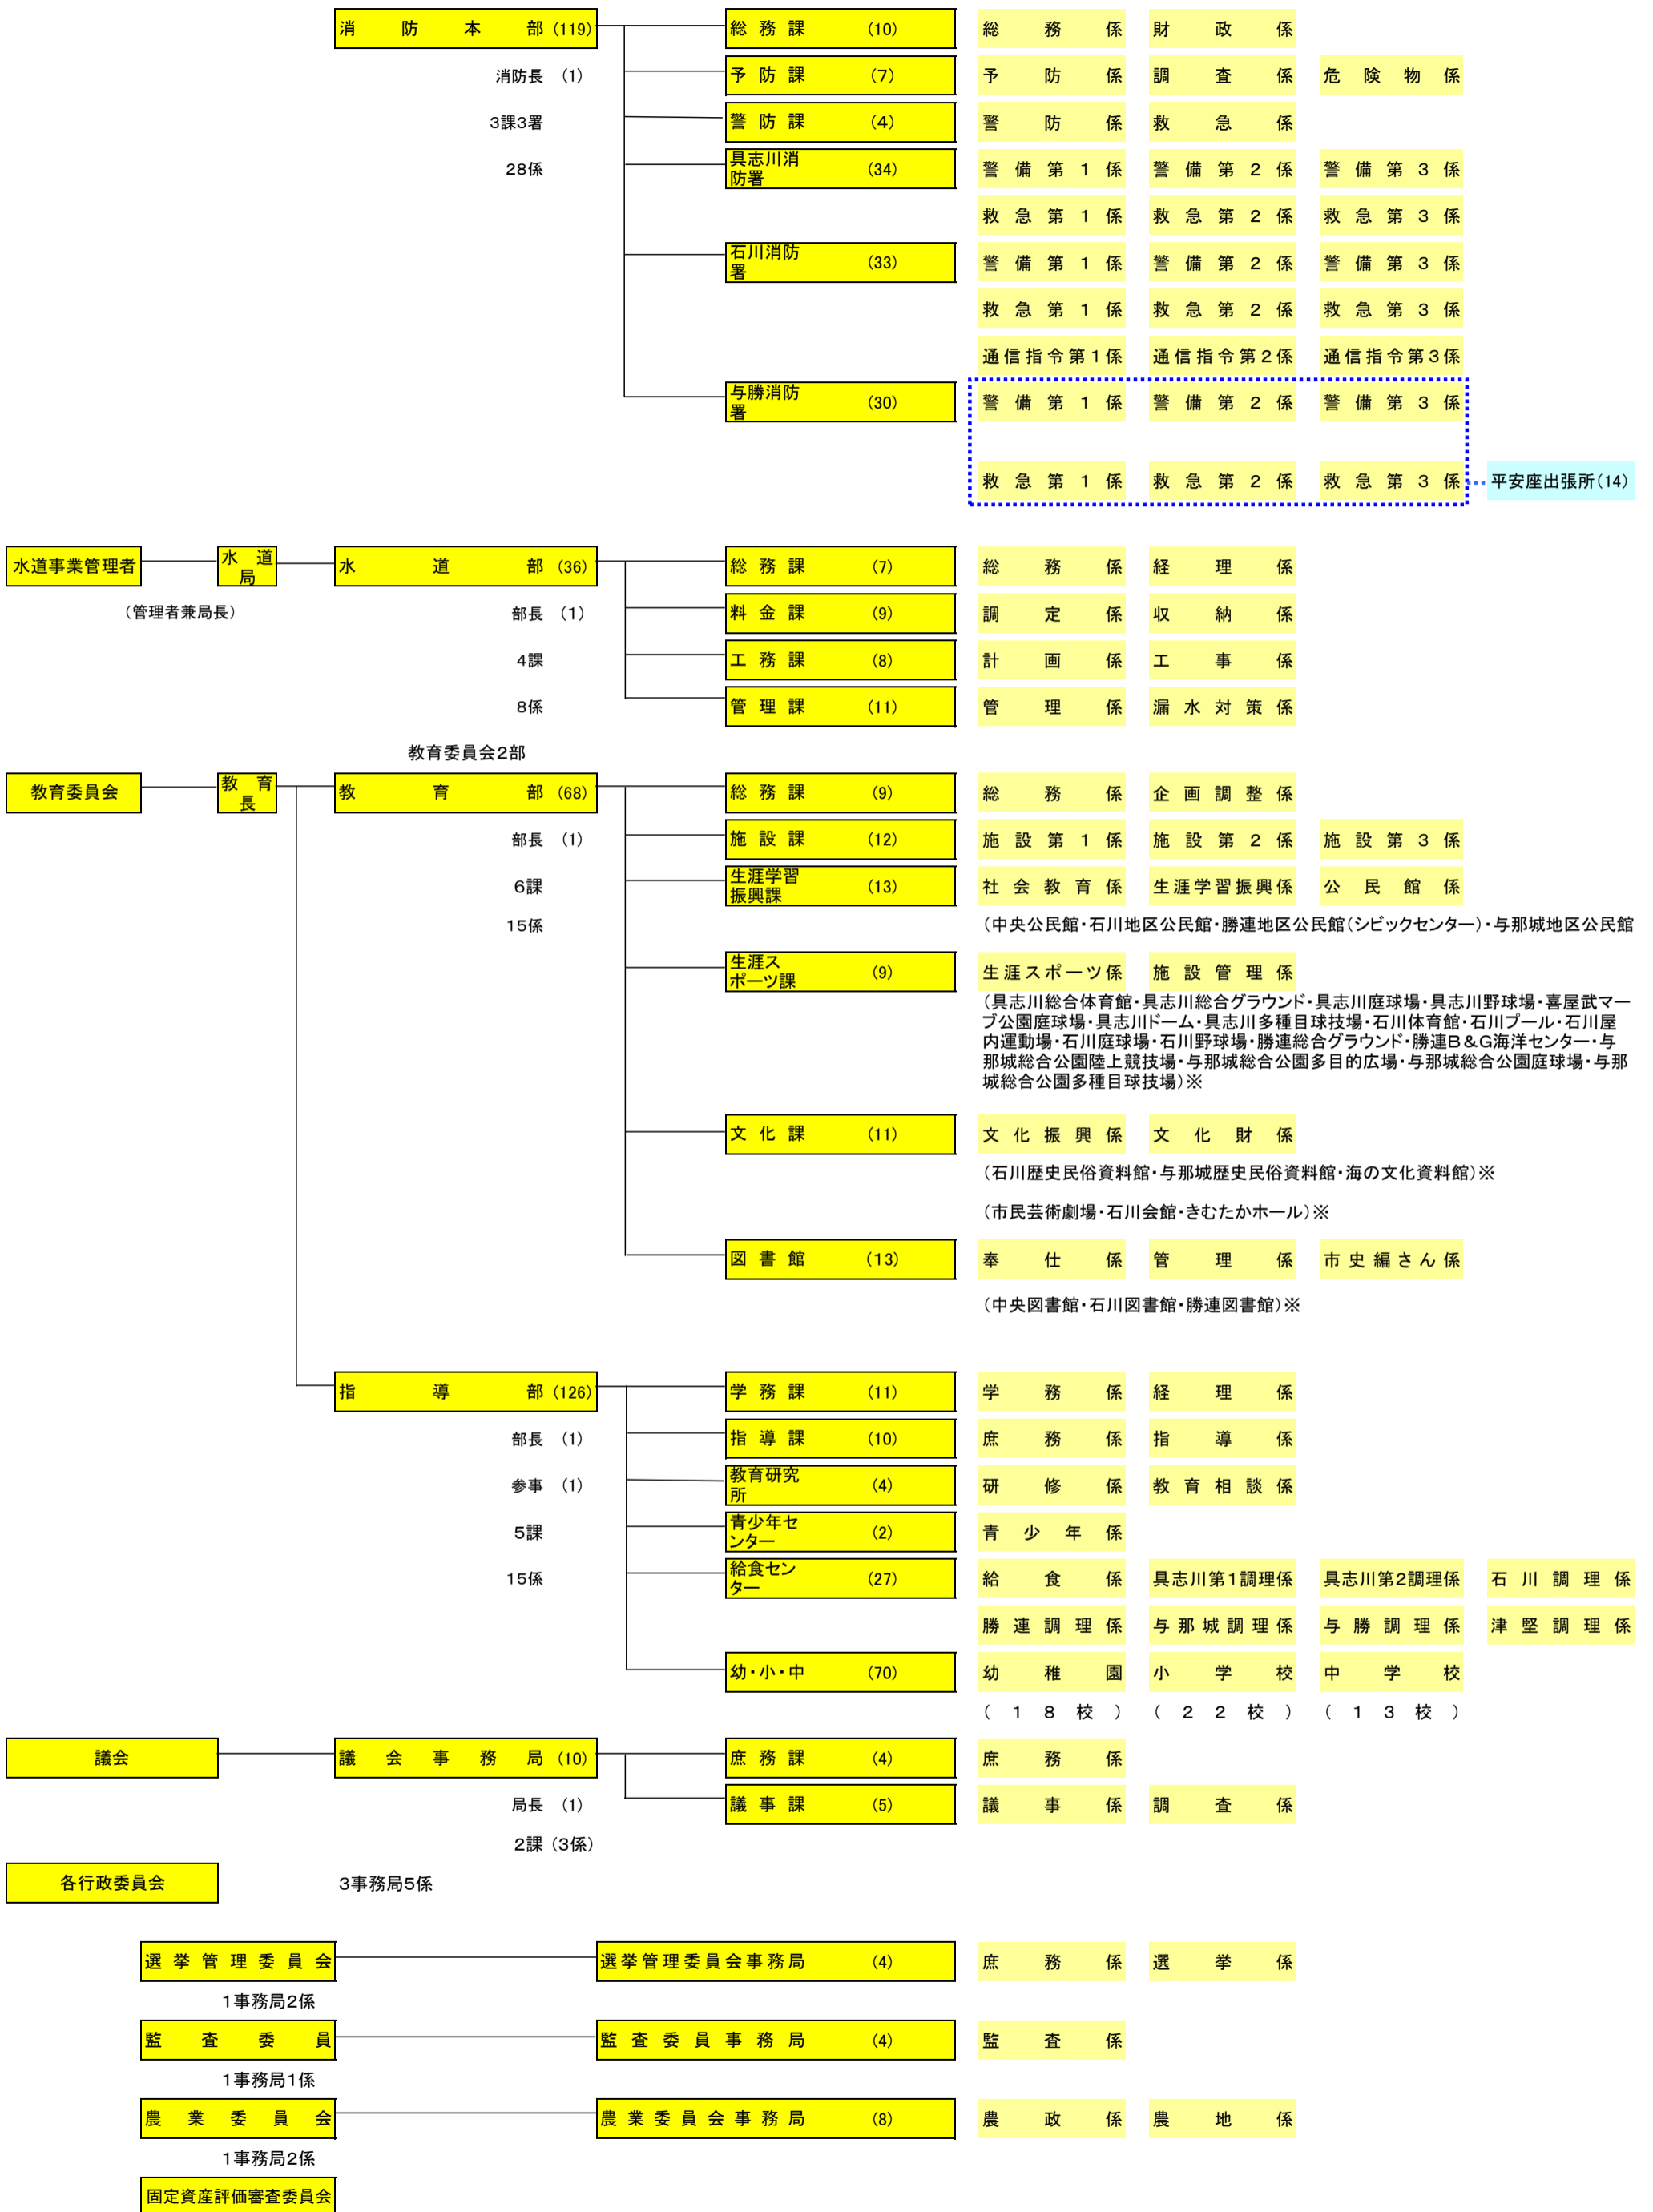 消防本部（119） 総務課 （10） 総務係 財政係
消防長 （1） 予防課 （7） 予防係 調査係 危険物係
3課3署 警防課 （4） 警防係 救急係
28係 具志川消
防署 （34） 警備第1係 警備第2係 警備第3係
救急第1係 救急第2係 救急第3係
石川消防
署 （33） 警備第1係 警備第2係 警備第3係
救急第1係 救急第2係 救急第3係
通信指令第1係 通信指令第2係 通信指令第3係
与勝消防
署 （30） 警備第1係 警備第2係 警備第3係
救急第1係 救急第2係 救急第3係 平安座出張所（14）
水道事業管理者 水道
局 水道部（36） 総務課 （7） 総務係 経理係
（管理者兼局長） 部長 （1） 料金課 （9） 調定係 収納係
4課 工務課 （8） 計画係 工事係
8係 管理課 （11） 管理係 漏水対策係
教育委員会2部
教育委員会 教育
長 教育部（68） 総務課 （9） 総務係 企画調整係
部長 （1） 施設課 （12） 施設第1係 施設第2係 施設第3係
6課 生涯学習
振興課 （13） 社会教育係 生涯学習振興係 公民館係
15係 （中央公民館・石川地区公民館・勝連地区公民館（シビックセンター）・与那城地区公民館
生涯ス
ポーツ課 （9） 生涯スポーツ係 施設管理係
（具志川総合体育館・具志川総合グラウンド・具志川庭球場・具志川野球場・喜屋武マー
ブ公園庭球場・具志川ドーム・具志川多種目球技場・石川体育館・石川プール・石川屋
内運動場・石川庭球場・石川野球場・勝連総合グラウンド・勝連B＆G海洋センター・与
那城総合公園陸上競技場・与那城総合公園多目的広場・与那城総合公園庭球場・与那
城総合公園多種目球技場）※
文化課 （11） 文化振興係 文化財係
（石川歴史民俗資料館・与那城歴史民俗資料館・海の文化資料館）※
（市民芸術劇場・石川会館・きむたかホール）※
図書館 （13） 奉仕係 管理係 市史編さん係
（中央図書館・石川図書館・勝連図書館）※
指導部（126） 学務課 （11） 学務係 経理係
部長 （1） 指導課 （10） 庶務係 指導係
参事 （1） 教育研究
所 （4） 研修係 教育相談係
5課 青少年セ
ンター （2） 青少年係
15係 給食セン
ター （27） 給食係 具志川第1調理係 具志川第2調理係 石川調理係
勝連調理係 与那城調理係 与勝調理係 津堅調理係
幼・小・中 （70） 幼稚園 小学校 中学校
（18校） （22校） （13校）
議会 議会事務局（10） 庶務課 （4） 庶務係
局長 （1） 議事課 （5） 議事係 調査係
2課（3係）
各行政委員会 3事務局5係
選挙管理委員会 選挙管理委員会事務局 （4） 庶務係 選挙係
1事務局2係
監査委員 監査委員事務局 （4） 監査係
1事務局1係
農業委員会 農業委員会事務局 （8） 農政係 農地係
1事務局2係
固定資産評価審査委員会